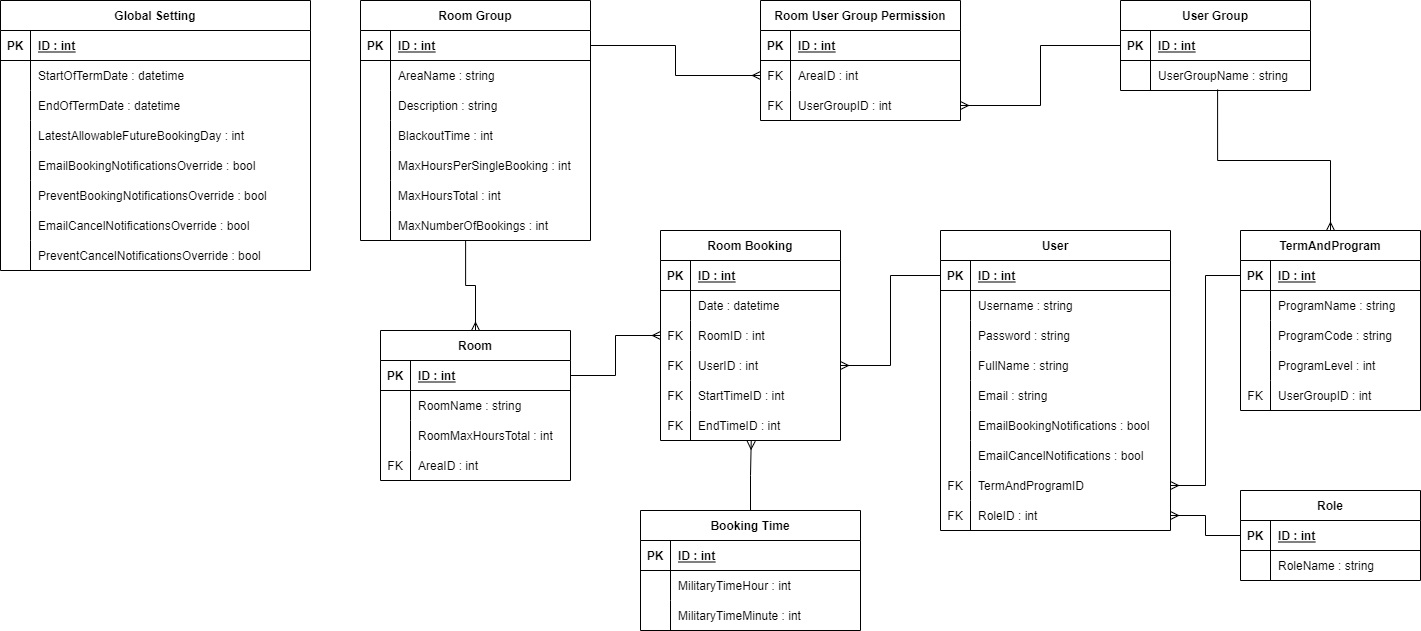 Global Setting
PK ID : int
StartOfTermDate : datetime
EndOfTermDate : datetime
LatestAllowableFutureBookingDay : int
EmailBookingNotificationsOverride : bool
PreventBookingNotificationsOverride : bool
EmailCancelNotificationsOverride : bool
PreventCancelNotificationsOverride : bool
Room Group
PK ID : int
AreaName : string
Description : string
BlackoutTime : int
MaxHoursPerSingleBooking : int
MaxHoursTotal : int
MaxNumberOfBookings : int
Room User Group Permission
PK ID : int
FK AreaID : int
FK UserGroupID : int
User Group
PK ID : int
UserGroupName : string
Room
PK ID : int
RoomName : string
RoomMaxHoursTotal : int
FK AreaID : int
Room Booking
PK ID : int
Date : datetime
FK RoomID : int
FK UserID : int
FK StartTimeID : int
FK EndTimeID : int
User
PK ID : int
Username : string
Password : string
FullName : string
Email : string
EmailBookingNotifications : bool
EmailCancelNotifications : bool
FK TermAndProgramID
FK RoleID : int
TermAndProgram
PK ID : int
ProgramName : string
ProgramCode : string
ProgramLevel : int
FK UserGroupID : int
Booking Time
PK ID : int
MilitaryTimeHour : int
MilitaryTimeMinute : int
Role
PK ID : int
RoleName : string